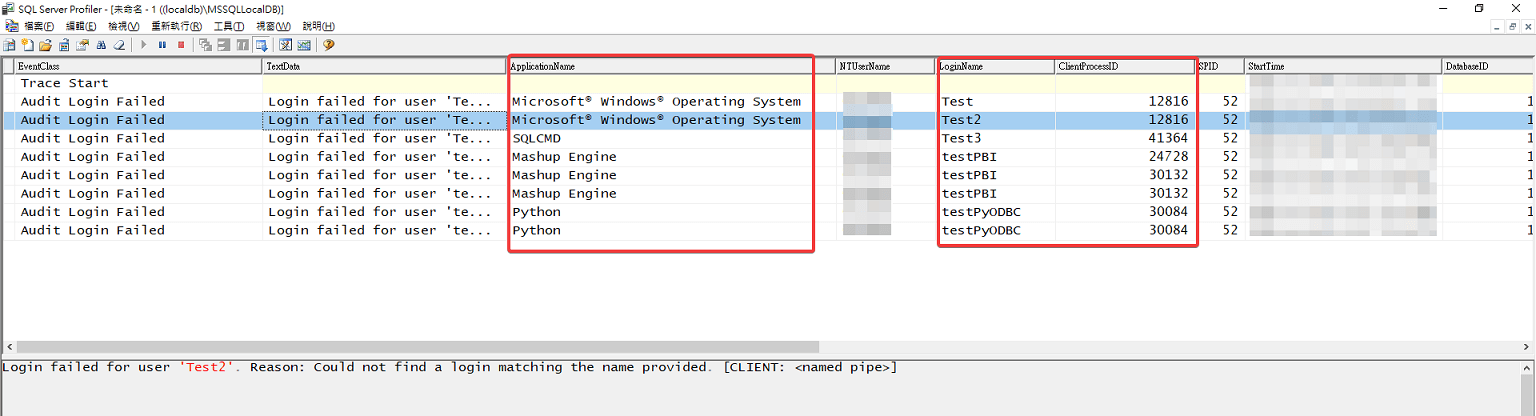 SQL Server Profiler - [未命名 - 1 ((localdb)\MSSQLLocalDB)]
檔案(F) 編輯(E) 檢視(V) 重新執行(R) 工具(T) 視窗(W) 說明(H)
EventClass TextData ApplicationName NTUserName LoginName ClientProcessID SPID StartTime DatabaseID
Trace Start
Audit Login Failed Login failed for user 'Te... Microsoft® Windows® Operating System Test 12816 52 1
Audit Login Failed Login failed for user 'Te... Microsoft® Windows® Operating System Test2 12816 52 1
Audit Login Failed Login failed for user 'Te... SQLCMD Test3 41364 52 1
Audit Login Failed Login failed for user 'te... Mashup Engine testPBI 24728 52 1
Audit Login Failed Login failed for user 'te... Mashup Engine testPBI 30132 52 1
Audit Login Failed Login failed for user 'te... Mashup Engine testPBI 30132 52 1
Audit Login Failed Login failed for user 'te... Python testPyODBC 30084 52 1
Audit Login Failed Login failed for user 'te... Python testPyODBC 30084 52 1
Login failed for user 'Test2'. Reason: Could not find a login matching the name provided. [CLIENT: <named pipe>]